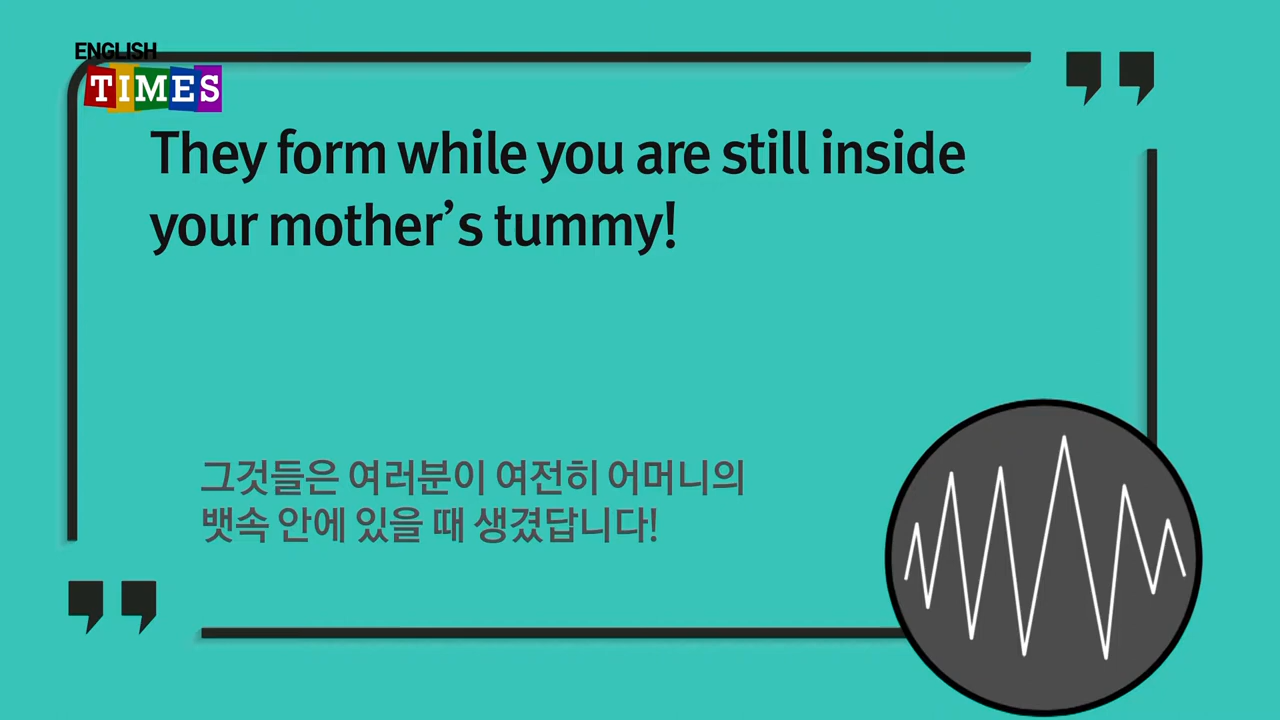 ENGLISH
TIMES
They form while you are still inside
your mother’s tummy!
그것들은 여러분이 여전히 어머니의
뱃속 안에 있을 때 생겼답니다!